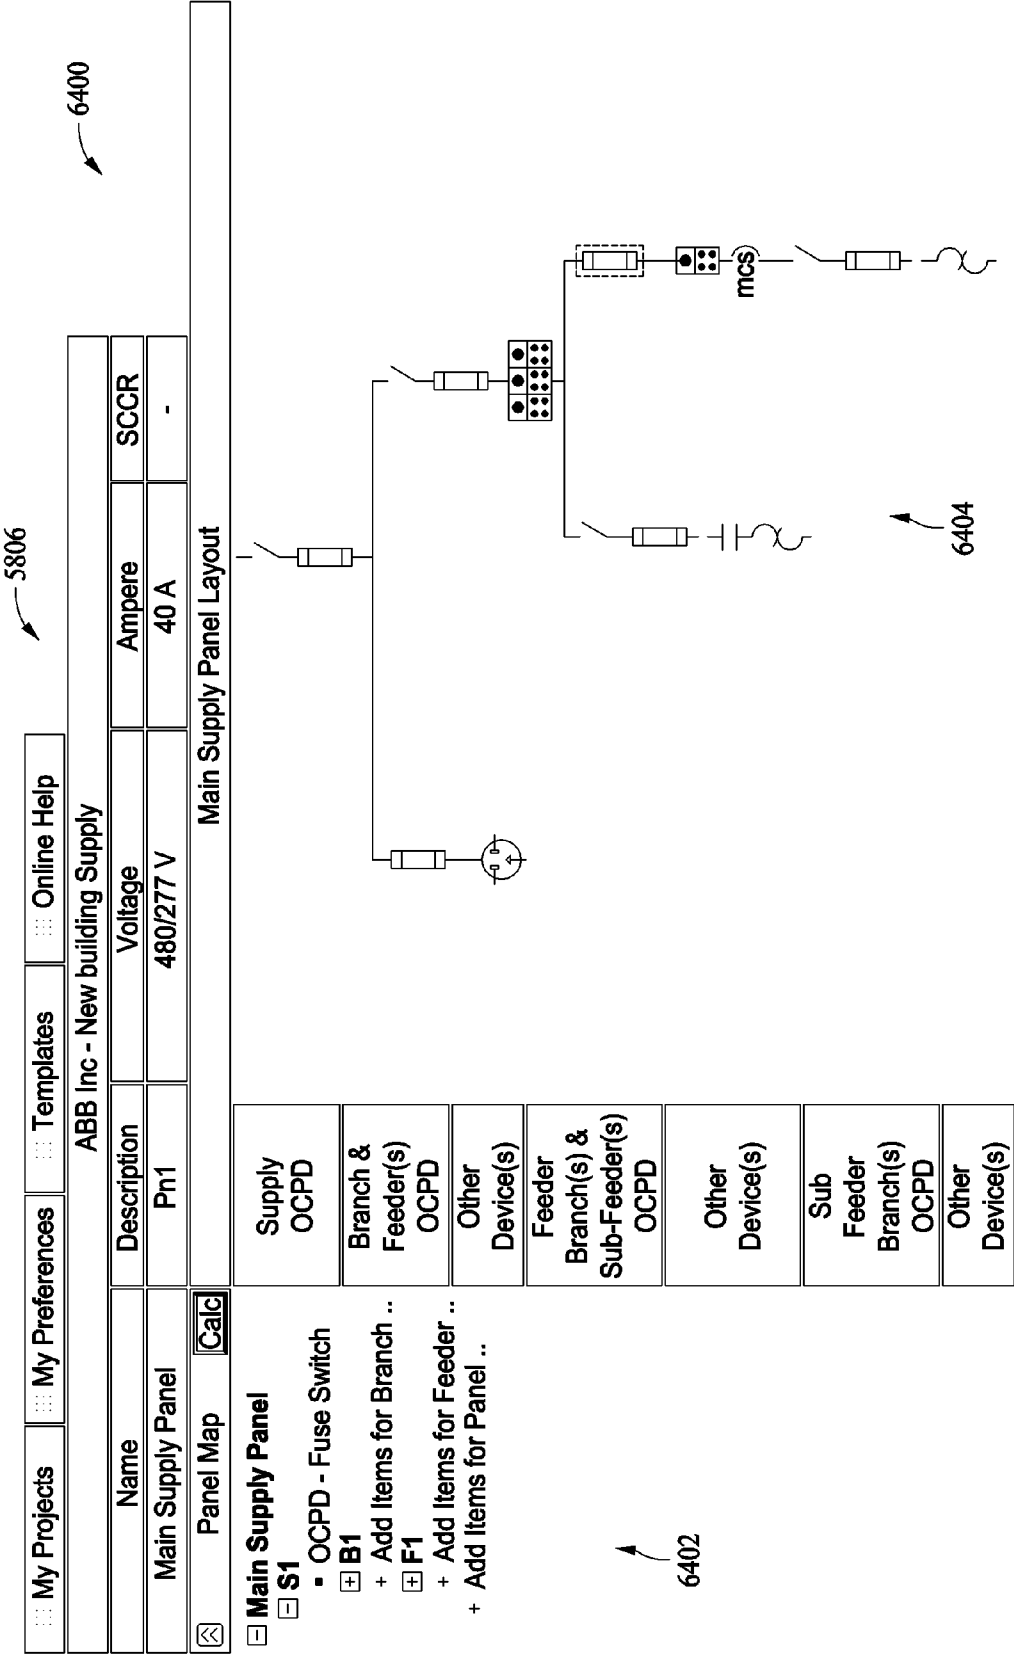 5806
6400
My Projects
My Preferences
Templates
Online Help
ABB Inc - New building Supply
Name
Description
Voltage
Ampere
SCCR
Main Supply Panel
Pn1
480/277 V
40 A
-
Panel Map
Calc
Main Supply Panel Layout
Main Supply Panel
S1
OCPD - Fuse Switch
B1
+ Add Items for Branch ..
F1
+ Add Items for Feeder ..
+ Add Items for Panel ..
6402
Supply
OCPD
Branch &
Feeder(s)
OCPD
Other
Device(s)
Feeder
Branch(s) &
Sub-Feeder(s)
OCPD
Other
Device(s)
Sub
Feeder
Branch(s)
OCPD
Other
Device(s)
mcs
6404